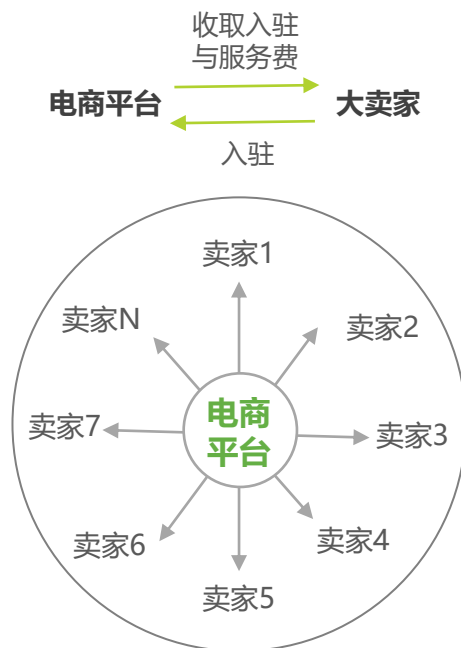 收取入驻
与服务费
电商平台
大卖家
入驻
卖家1
卖家N
卖家2
电商
平台
卖家7
卖家3
卖家6
卖家4
卖家5